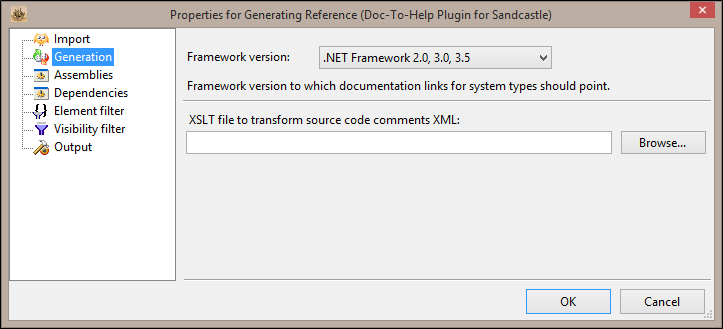 Properties for Generating Reference (Doc-To-Help Plugin for Sandcastle)
Import
Generation
Assemblies
Dependencies
Element filter
Visibility filter
Output
Framework version:
.NET Framework 2.0, 3.0, 3.5
Framework version to which documentation links for system types should point.
XSLT file to transform source code comments XML:
Browse...
OK
Cancel